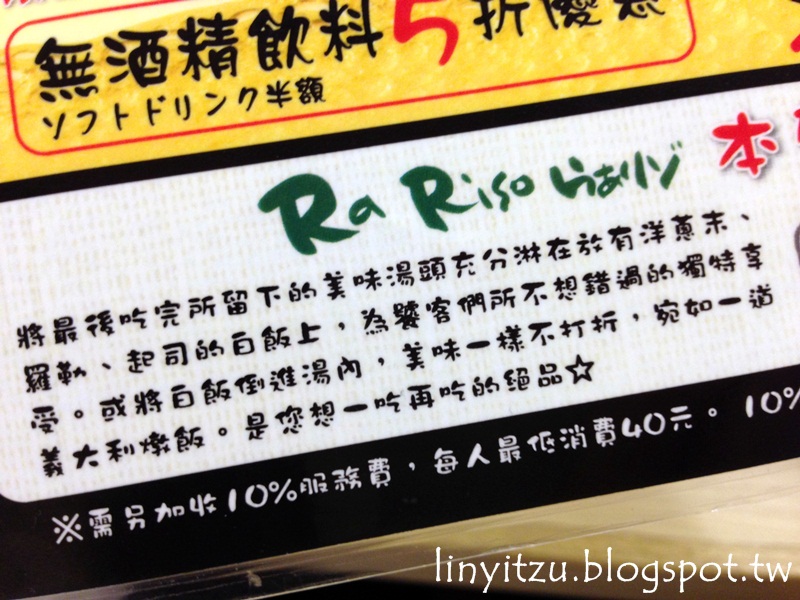 無酒精飲料5折優惠
ソフトドリンク半額
Ra Riso らぁリゾ 本
將最後吃完所留下的美味湯頭充分淋在放有洋蔥末、
羅勒、起司的白飯上，為饕客們所不想錯過的獨特享
受。或將白飯倒進湯內，美味一樣不打折，宛如一道
義大利燉飯。是您想一吃再吃的絕品☆
※需另加收10%服務費，每人最低消費40元。 10%
linyitzu.blogspot.tw